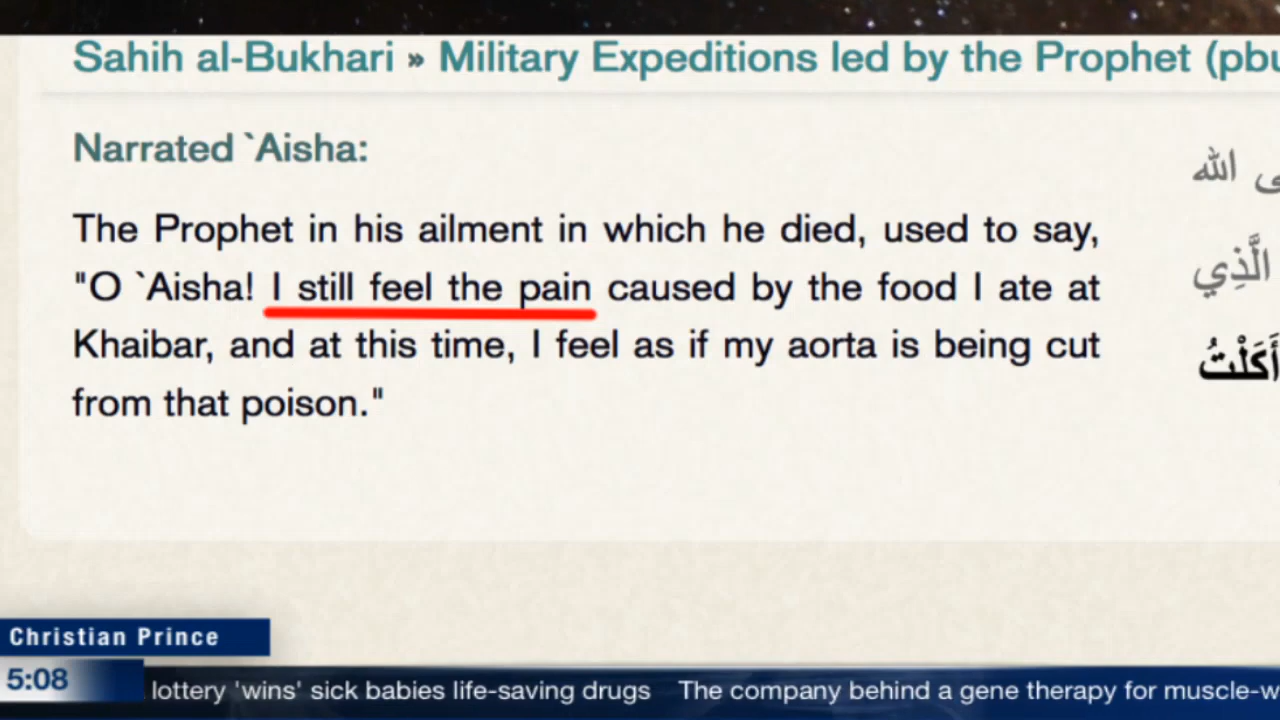 Sahih al-Bukhari » Military Expeditions led by the Prophet
Narrated `Aisha:
The Prophet in his ailment in which he died, used to say,
"O `Aisha! I still feel the pain caused by the food I ate at
Khaibar, and at this time, I feel as if my aorta is being cut
from that poison."
الله
الَّذِي
أَكَلْتُ
Christian Prince
5:08
lottery 'wins' sick babies life-saving drugs The company behind a gene therapy for